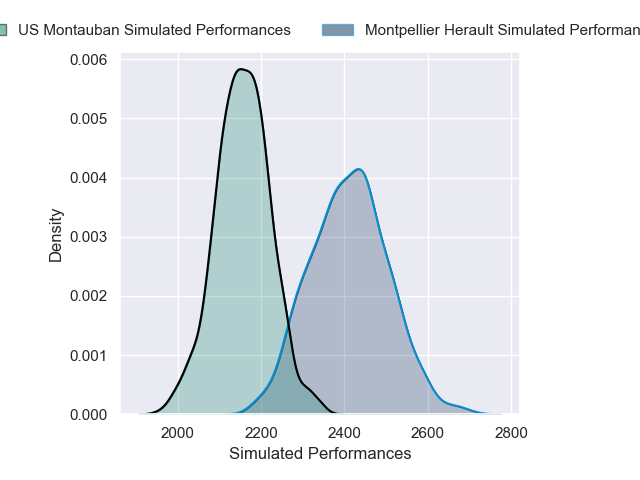 US Montauban Simulated Performances Montpellier Herault Simulated Performan
0.006
0.005
0.004
0.003
0.002
0.001
0.000
Density
2000 2200 2400 2600 2800
Simulated Performances